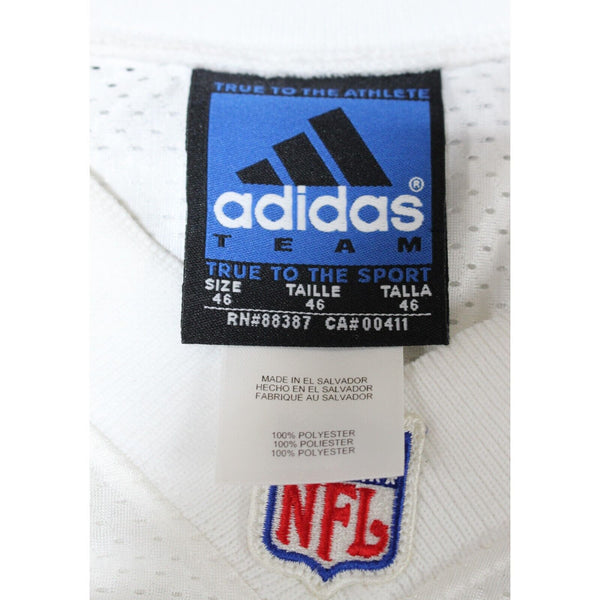 TRUE TO THE ATHLETE
adidas®
TEAM
TRUE TO THE SPORT
SIZE TAILLE TALLA
46 46 46
RN#88387 CA#00411
MADE IN EL SALVADOR
HECHO EN EL SALVADOR
FABRIQUE AU SALVADOR
100% POLYESTER
100% POLIESTER
100% POLYESTER
NFL